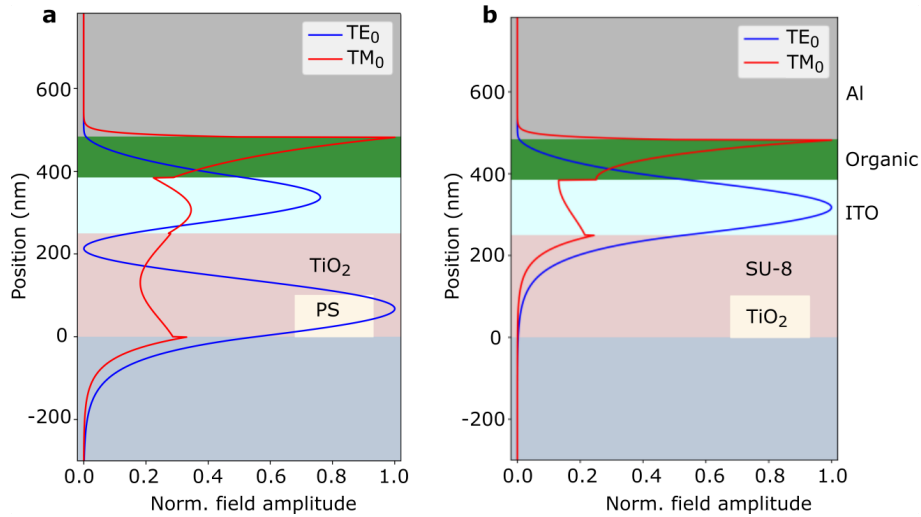 a
TE0
TM0
600
400
200
0
-200
Position (nm)
TiO2
PS
0.0 0.2 0.4 0.6 0.8 1.0
Norm. field amplitude
b
TE0
TM0
600
400
200
0
-200
Position (nm)
Al
Organic
ITO
SU-8
TiO2
0.0 0.2 0.4 0.6 0.8 1.0
Norm. field amplitude